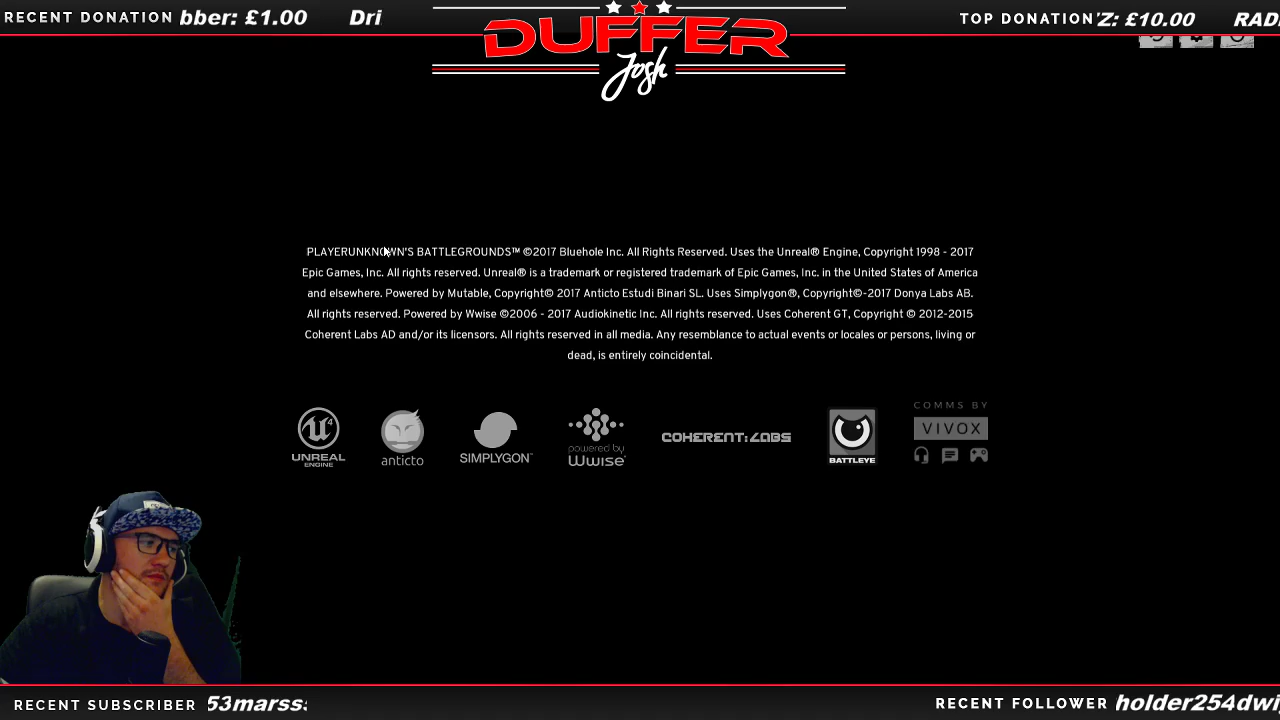 RECENT DONATION bber: £1.00 Dri
TOP DONATION Z: £10.00 RAD
DUFFER
Josh
PLAYERUNKNOWN'S BATTLEGROUNDS™ ©2017 Bluehole Inc. All Rights Reserved. Uses the Unreal® Engine, Copyright 1998 - 2017
Epic Games, Inc. All rights reserved. Unreal® is a trademark or registered trademark of Epic Games, Inc. in the United States of America
and elsewhere. Powered by Mutable, Copyright© 2017 Anticto Estudi Binari SL. Uses Simplygon®, Copyright©-2017 Donya Labs AB.
All rights reserved. Powered by Wwise ©2006 - 2017 Audiokinetic Inc. All rights reserved. Uses Coherent GT, Copyright © 2012-2015
Coherent Labs AD and/or its licensors. All rights reserved in all media. Any resemblance to actual events or locales or persons, living or
dead, is entirely coincidental.
UNREAL
ENGINE
4
anticto
SIMPLYGON™
powered by
Wwise
COHERENT:LABS
BATTLEYE
COMMS BY
VIVOX
RECENT SUBSCRIBER 53marss
RECENT FOLLOWER holder254dwi